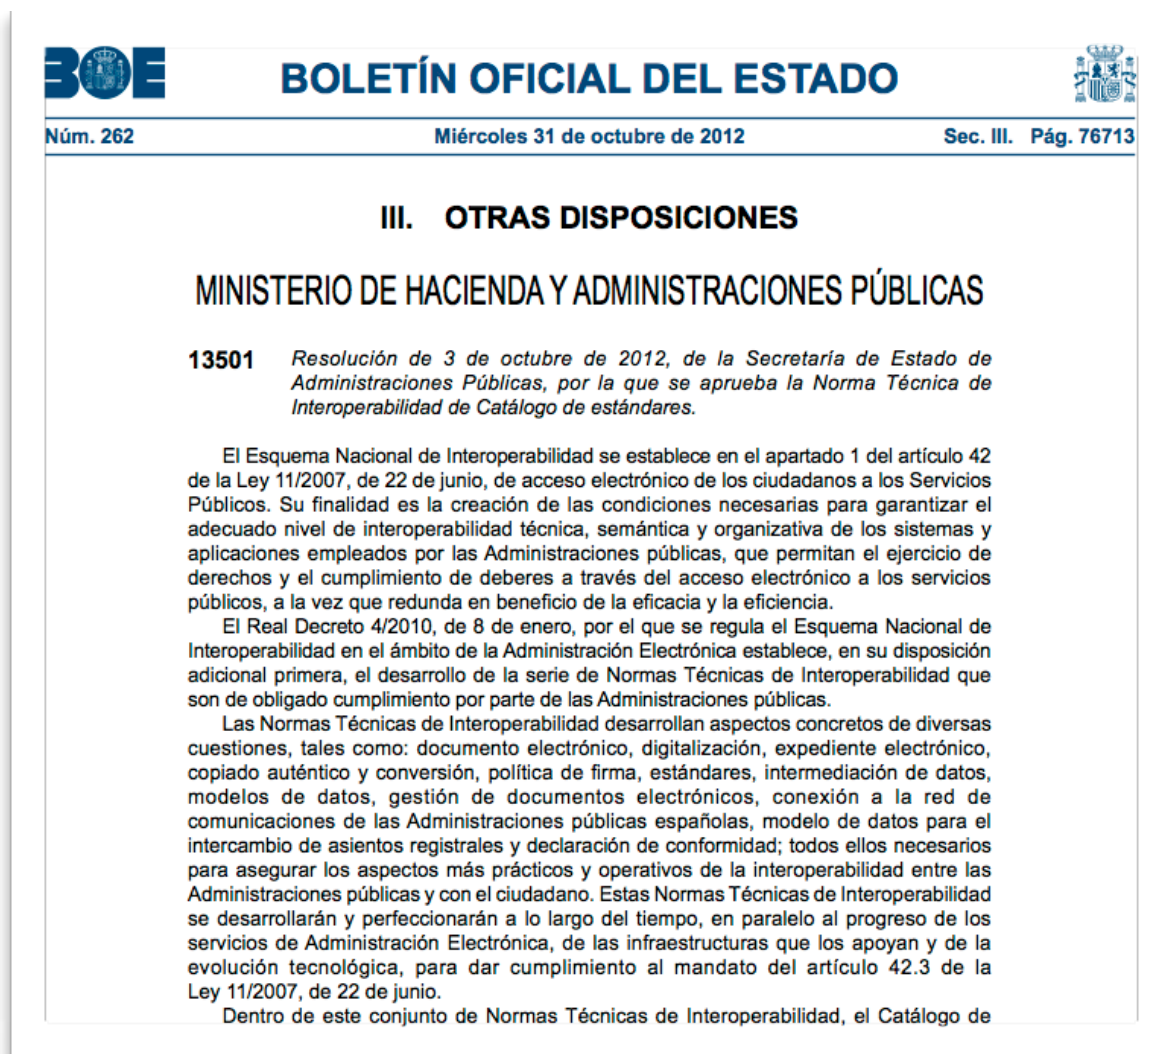 BOE
BOLETÍN OFICIAL DEL ESTADO
Núm. 262 Miércoles 31 de octubre de 2012 Sec. III. Pág. 76713
III. OTRAS DISPOSICIONES
MINISTERIO DE HACIENDA Y ADMINISTRACIONES PÚBLICAS
13501 Resolución de 3 de octubre de 2012, de la Secretaría de Estado de
Administraciones Públicas, por la que se aprueba la Norma Técnica de
Interoperabilidad de Catálogo de estándares.
El Esquema Nacional de Interoperabilidad se establece en el apartado 1 del artículo 42
de la Ley 11/2007, de 22 de junio, de acceso electrónico de los ciudadanos a los Servicios
Públicos. Su finalidad es la creación de las condiciones necesarias para garantizar el
adecuado nivel de interoperabilidad técnica, semántica y organizativa de los sistemas y
aplicaciones empleados por las Administraciones públicas, que permitan el ejercicio de
derechos y el cumplimiento de deberes a través del acceso electrónico a los servicios
públicos, a la vez que redunda en beneficio de la eficacia y la eficiencia.
El Real Decreto 4/2010, de 8 de enero, por el que se regula el Esquema Nacional de
Interoperabilidad en el ámbito de la Administración Electrónica establece, en su disposición
adicional primera, el desarrollo de la serie de Normas Técnicas de Interoperabilidad que
son de obligado cumplimiento por parte de las Administraciones públicas.
Las Normas Técnicas de Interoperabilidad desarrollan aspectos concretos de diversas
cuestiones, tales como: documento electrónico, digitalización, expediente electrónico,
copiado auténtico y conversión, política de firma, estándares, intermediación de datos,
modelos de datos, gestión de documentos electrónicos, conexión a la red de
comunicaciones de las Administraciones públicas españolas, modelo de datos para el
intercambio de asientos registrales y declaración de conformidad; todos ellos necesarios
para asegurar los aspectos más prácticos y operativos de la interoperabilidad entre las
Administraciones públicas y con el ciudadano. Estas Normas Técnicas de Interoperabilidad
se desarrollarán y perfeccionarán a lo largo del tiempo, en paralelo al progreso de los
servicios de Administración Electrónica, de las infraestructuras que los apoyan y de la
evolución tecnológica, para dar cumplimiento al mandato del artículo 42.3 de la
Ley 11/2007, de 22 de junio.
Dentro de este conjunto de Normas Técnicas de Interoperabilidad, el Catálogo de